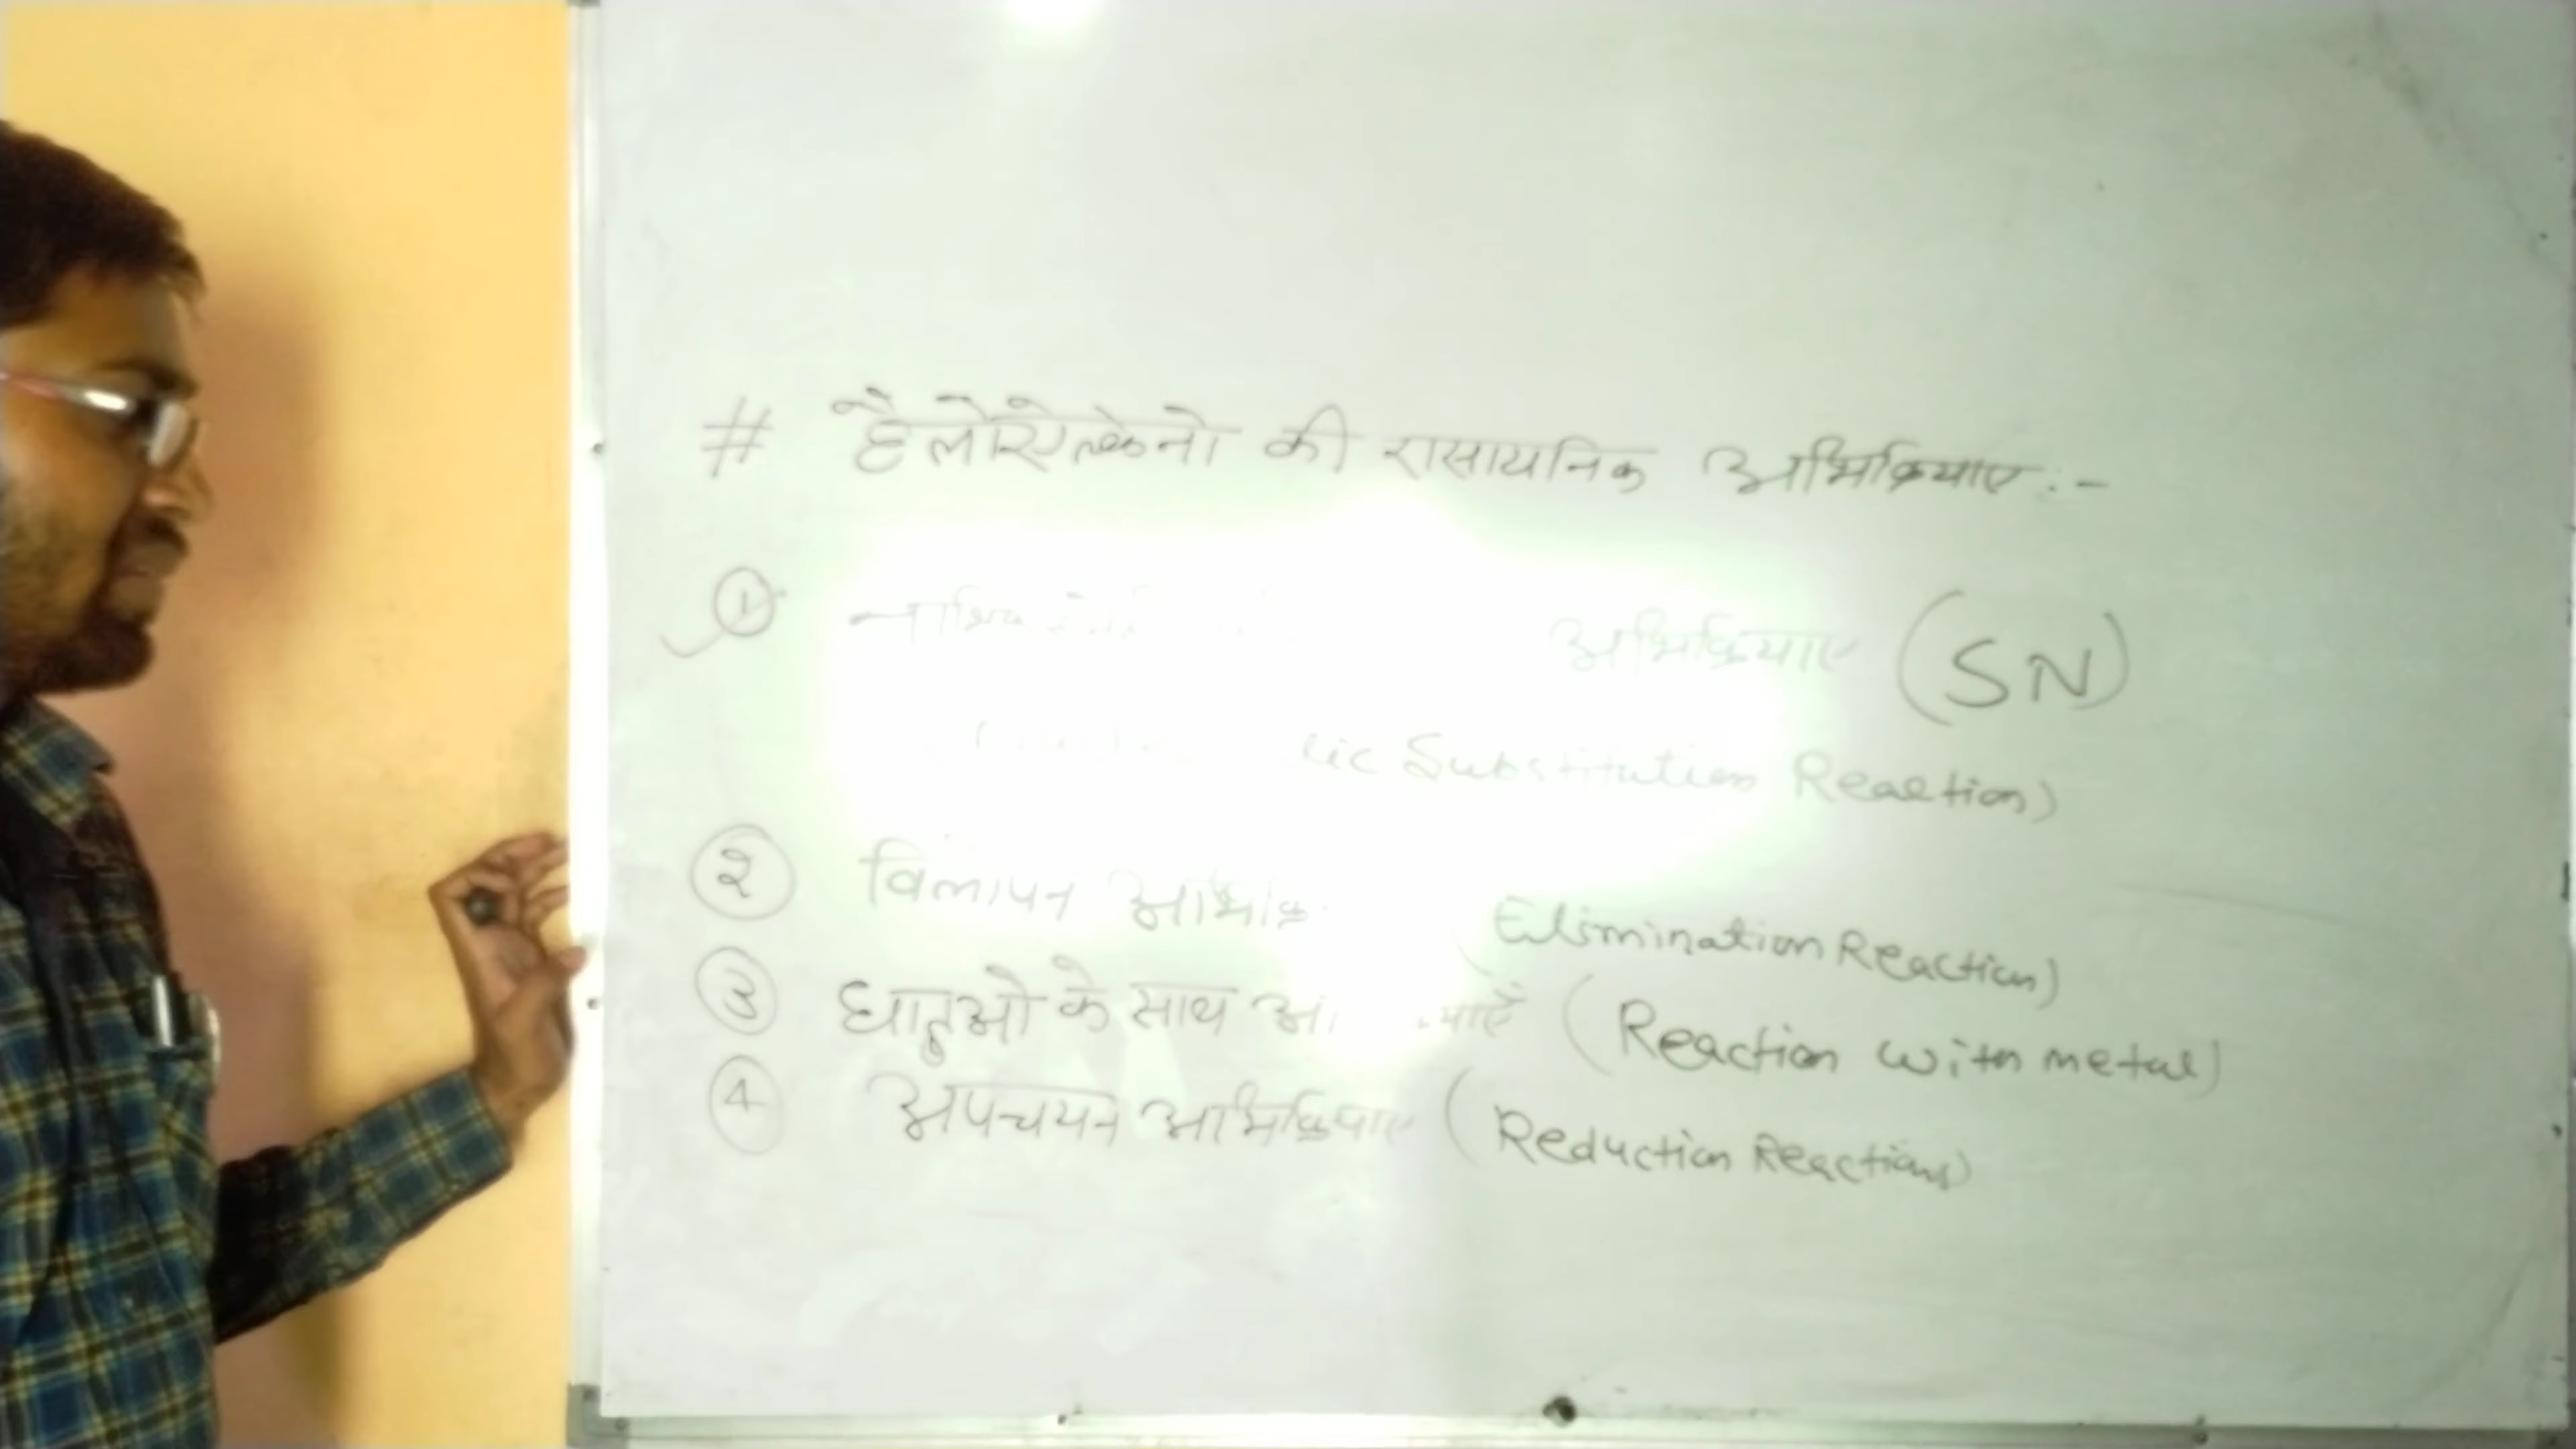 # हैलोऐल्केनो की रासायनिक अभिक्रियाए :-
① अभिक्रियाए (SN)
Substitution Reaction)
② विलोपन (Elimination Reaction)
③ धातुओ के साथ (Reaction with metal)
④ अपचयन अभिक्रियाए (Reduction Reactions)